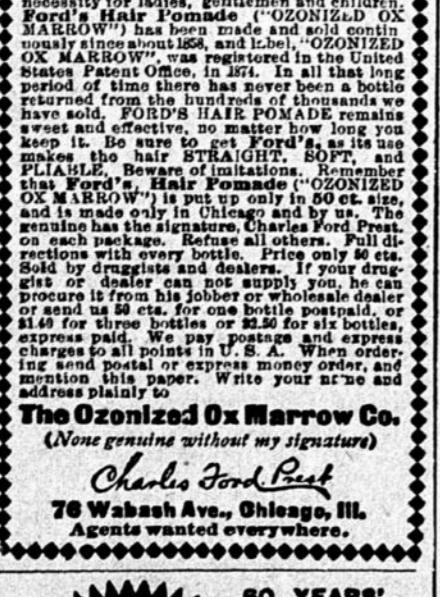 necessity for ladies, gentlemen and children.
Ford's Hair Pomade ("OZONIZED OX
MARROW") has been made and sold contin
uously since about 1858, and label, "OZONIZED
OX MARROW", was registered in the United
States Patent Office, in 1874. In all that long
period of time there has never been a bottle
returned from the hundreds of thousands we
have sold. FORD'S HAIR POMADE remains
sweet and effective, no matter how long you
keep it. Be sure to get Ford's, as its use
makes the hair STRAIGHT, SOFT, and
PLIABLE. Beware of imitations. Remember
that Ford's, Hair Pomade ("OZONIZED
OX MARROW") is put up only in 50 ct. size,
and is made only in Chicago and by us. The
genuine has the signature, Charles Ford Prest.
on each package. Refuse all others. Full di-
rections with every bottle. Price only 50 cts.
Sold by druggists and dealers. If your drug-
gist or dealer can not supply you, he can
procure it from his jobber or wholesale dealer
or send us 50 cts. for one bottle postpaid, or
$1.40 for three bottles or $2.50 for six bottles,
express paid. We pay postage and express
charges to all points in U. S. A. When order-
ing send postal or express money order, and
mention this paper. Write your name and
address plainly to
The Ozonized Ox Marrow Co.
(None genuine without my signature)
Charles Ford Prest
76 Wabash Ave., Chicago, Ill.
Agents wanted everywhere.
60 YEARS'